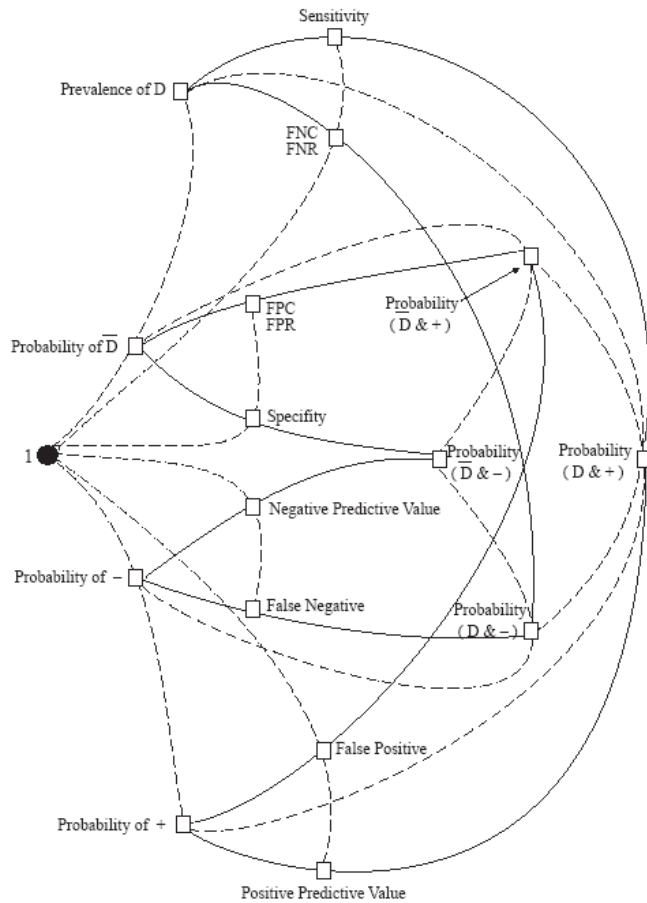 Sensitivity
Prevalence of D
FNC
FNR
Probability
( D̅ & + )
FPC
FPR
Probability of D̅
Specifity
1
Probability
( D̅ & – )
Probability
( D & + )
Negative Predictive Value
Probability of –
False Negative
Probability
( D & – )
False Positive
Probability of +
Positive Predictive Value